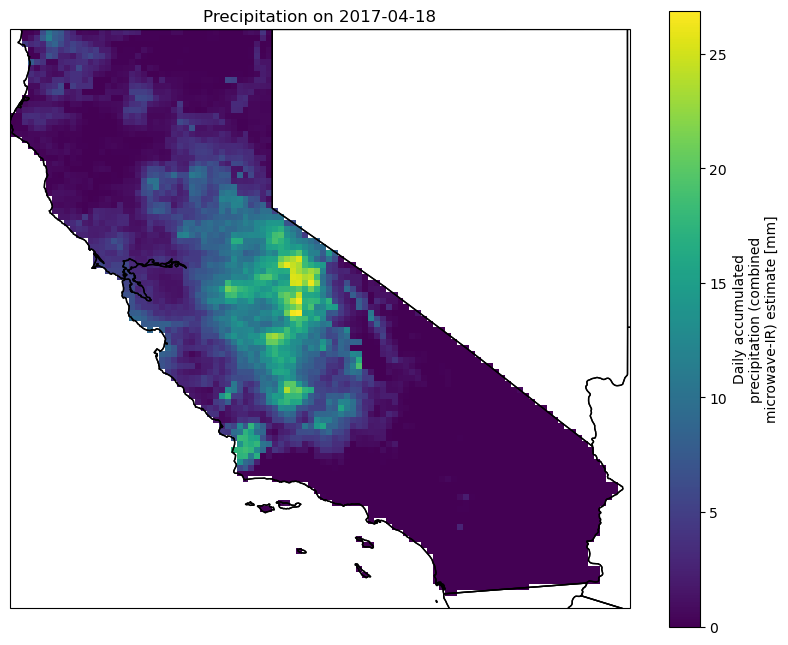 Precipitation on 2017-04-18
25
20
15
10
5
0
Daily accumulated
precipitation (combined
microwave-IR) estimate [mm]